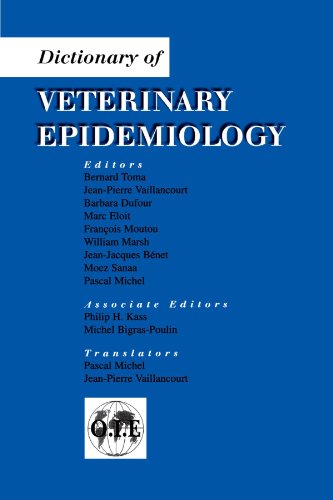 Dictionary of
VETERINARY
EPIDEMIOLOGY
Editors
Bernard Toma
Jean-Pierre Vaillancourt
Barbara Dufour
Marc Eloit
François Moutou
William Marsh
Jean-Jacques Bénet
Moez Sanaa
Pascal Michel
Associate Editors
Philip H. Kass
Michel Bigras-Poulin
Translators
Pascal Michel
Jean-Pierre Vaillancourt
O.I.E